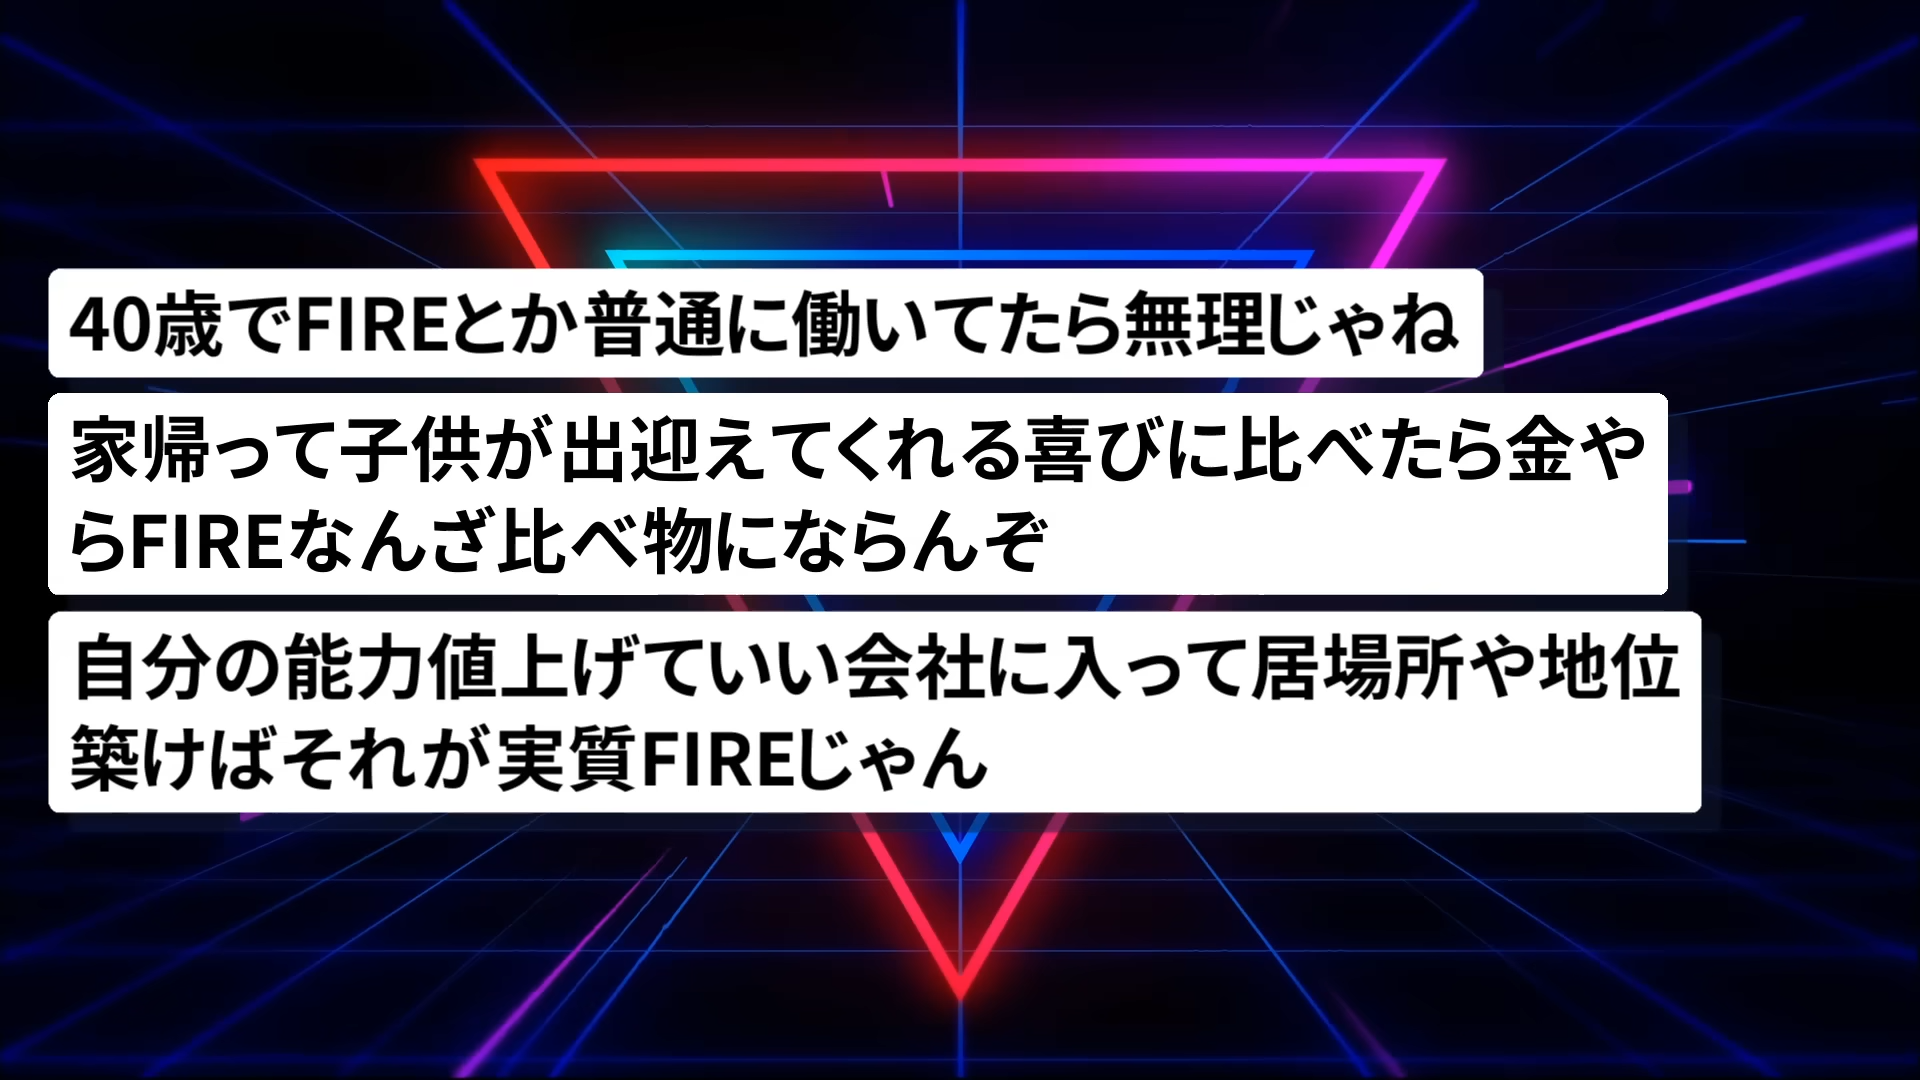 40歳でFIREとか普通に働いてたら無理じゃね
家帰って子供が出迎えてくれる喜びに比べたら金や
らFIREなんざ比べ物にならんぞ
自分の能力値上げていい会社に入って居場所や地位
築けばそれが実質FIREじゃん